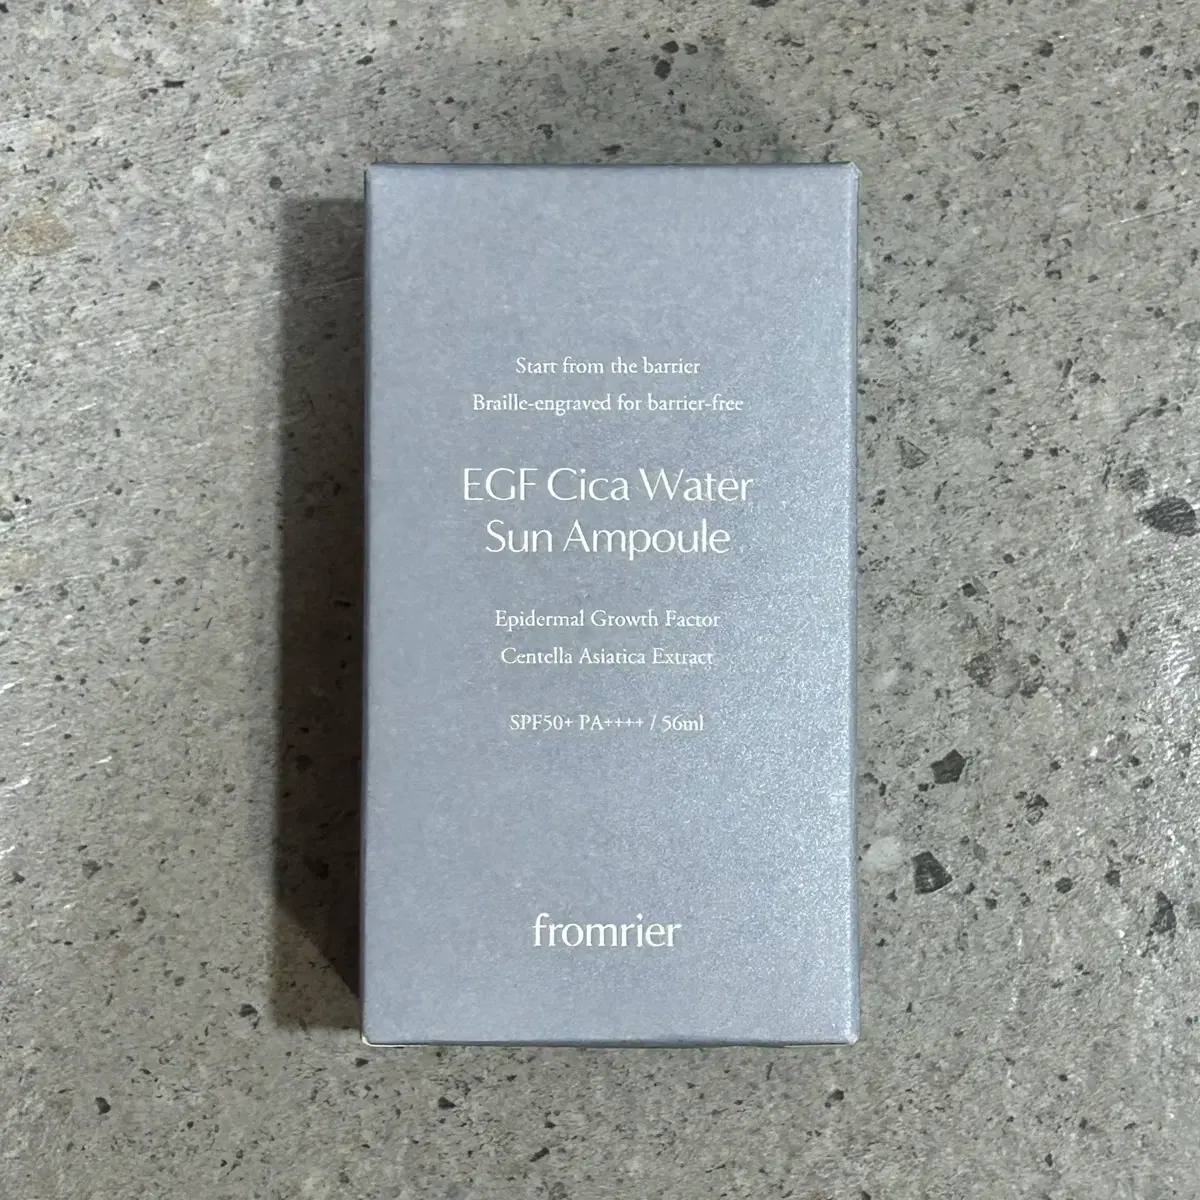 Start from the barrier
Braille-engraved for barrier-free
EGF Cica Water
Sun Ampoule
Epidermal Growth Factor
Centella Asiatica Extract
SPF50+ PA++++ / 56ml
fromrier